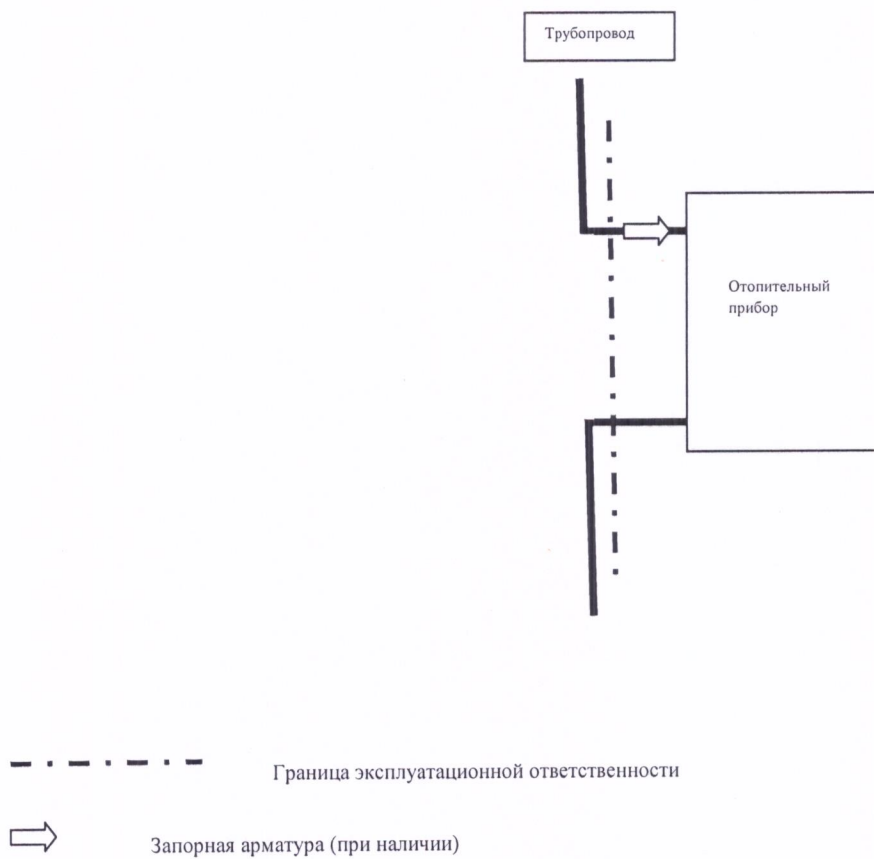 Трубопровод
Отопительный
прибор
Граница эксплуатационной ответственности
Запорная арматура (при наличии)